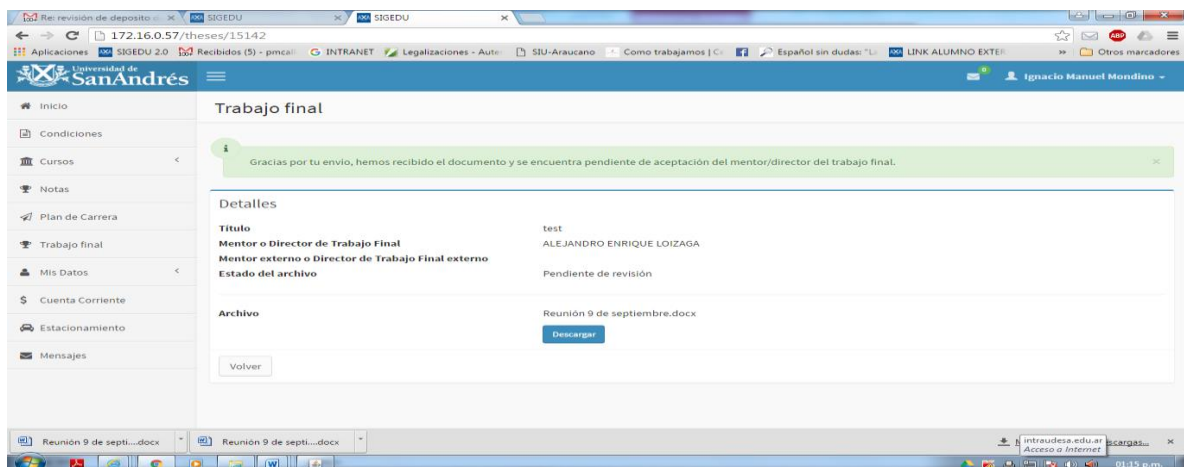 Re: revisión de deposito
SIGEDU
SIGEDU
172.16.0.57/theses/15142
Aplicaciones
SIGEDU 2.0
Recibidos (5) - pmcall
INTRANET
Legalizaciones - Auter
SIU-Araucano
Como trabajamos | Co
Español sin dudas: "L
LINK ALUMNO EXTER
»
Otros marcadores
Universidad de
SanAndrés
0
Ignacio Manuel Mondino
Inicio
Condiciones
Cursos
Notas
Plan de Carrera
Trabajo final
Mis Datos
Cuenta Corriente
Estacionamiento
Mensajes
Trabajo final
Gracias por tu envio, hemos recibido el documento y se encuentra pendiente de aceptación del mentor/director del trabajo final.
Detalles
Título test
Mentor o Director de Trabajo Final ALEJANDRO ENRIQUE LOIZAGA
Mentor externo o Director de Trabajo Final externo
Estado del archivo Pendiente de revisión
Archivo Reunión 9 de septiembre.docx
Descargar
Volver
Reunión 9 de septi....docx
Reunión 9 de septi....docx
intraudesa.edu.ar
Acceso a Internet
scargas...
01:15 p.m.